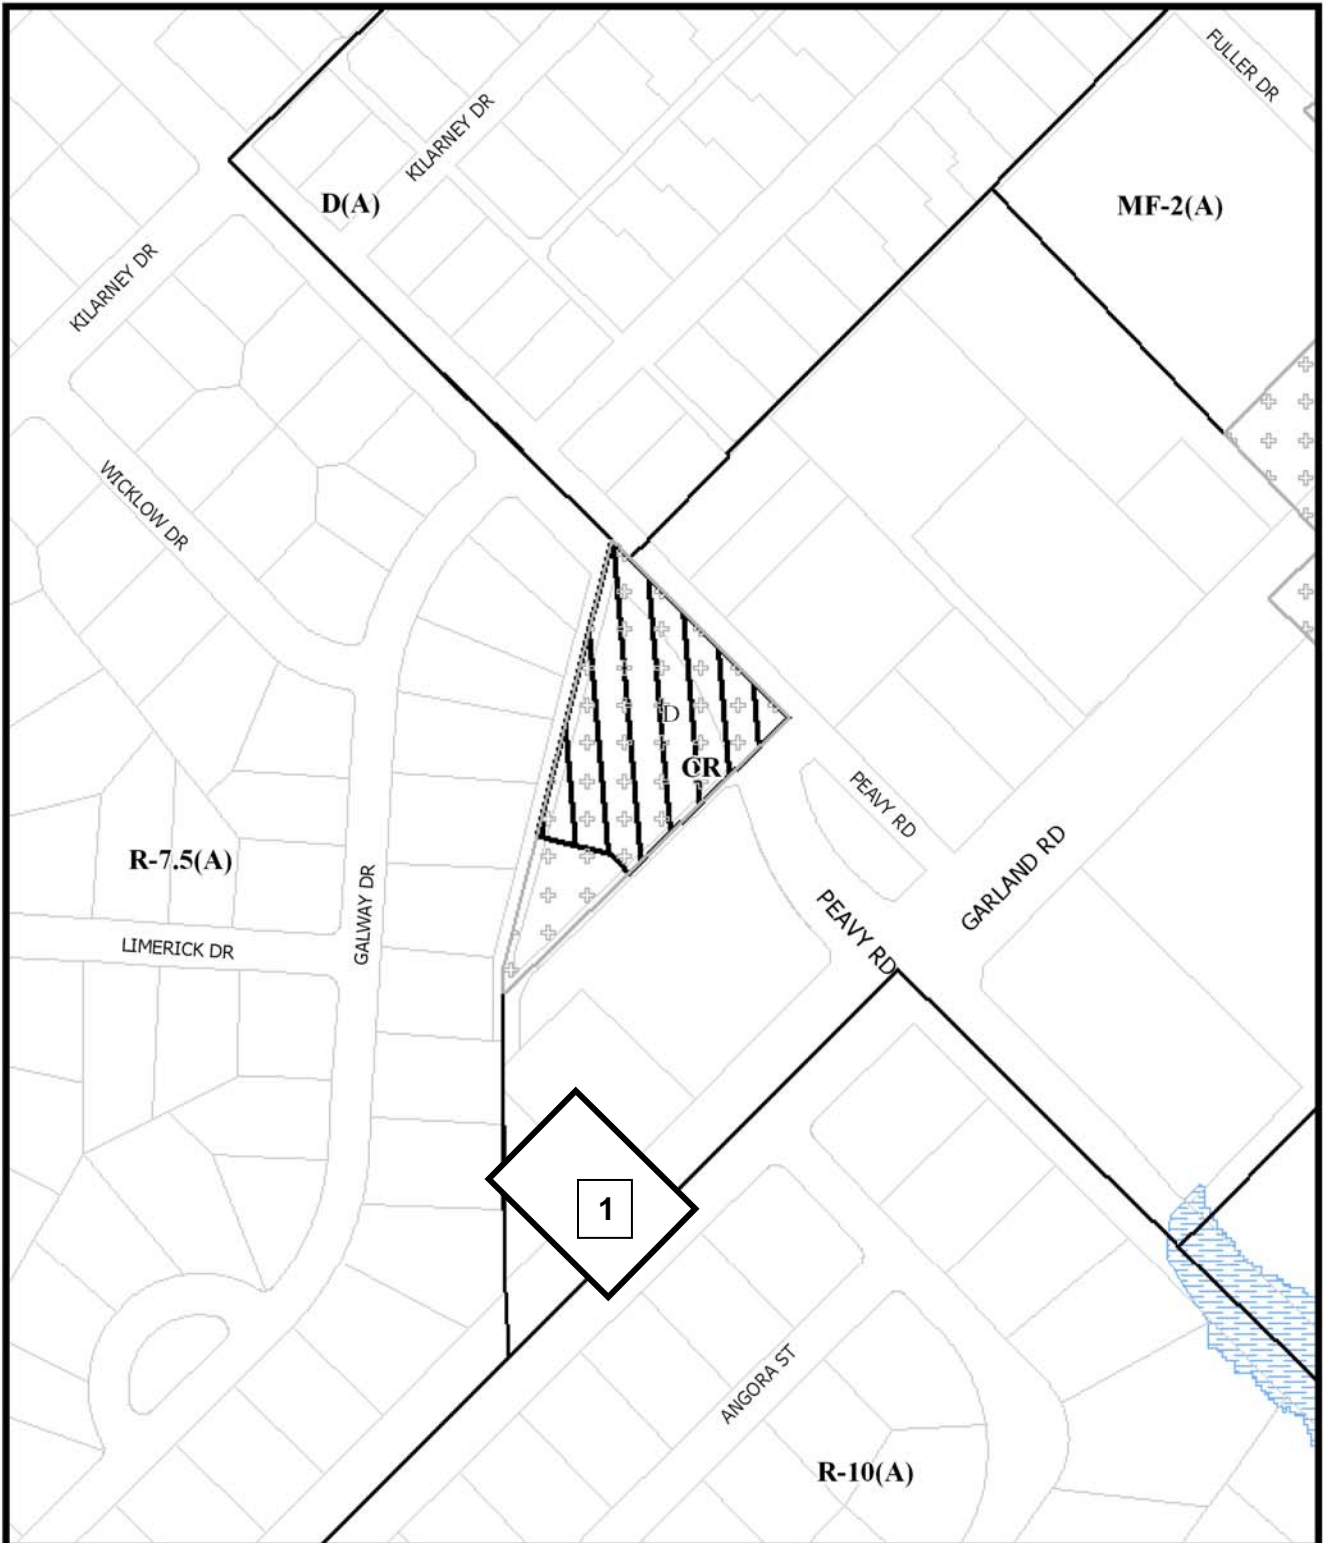 FULLER DR
KILARNEY DR
D(A)
MF-2(A)
KILARNEY DR
WICKLOW DR
D
CR
PEAVY RD
R-7.5(A)
GARLAND RD
GALWAY DR
PEAVY RD
LIMERICK DR
1
ANGORA ST
R-10(A)